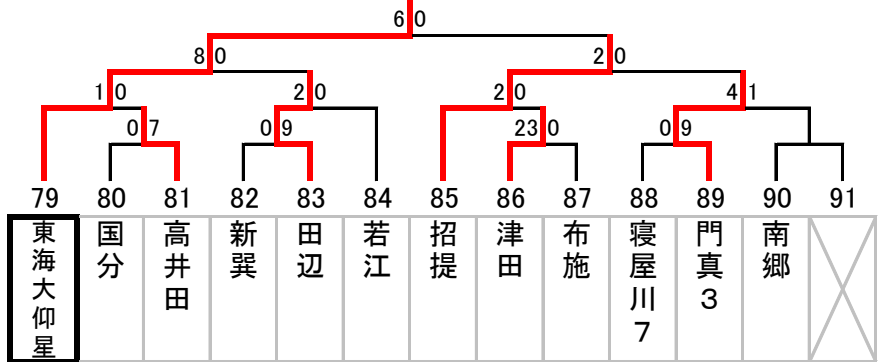 6 0
8 0 2 0
1 0 2 0 2 0 4 1
0 7 0 9 23 0 0 9
79 80 81 82 83 84 85 86 87 88 89 90 91
東海大仰星
国分
高井田
新巽
田辺
若江
招提
津田
布施
寝屋川7
門真3
南郷